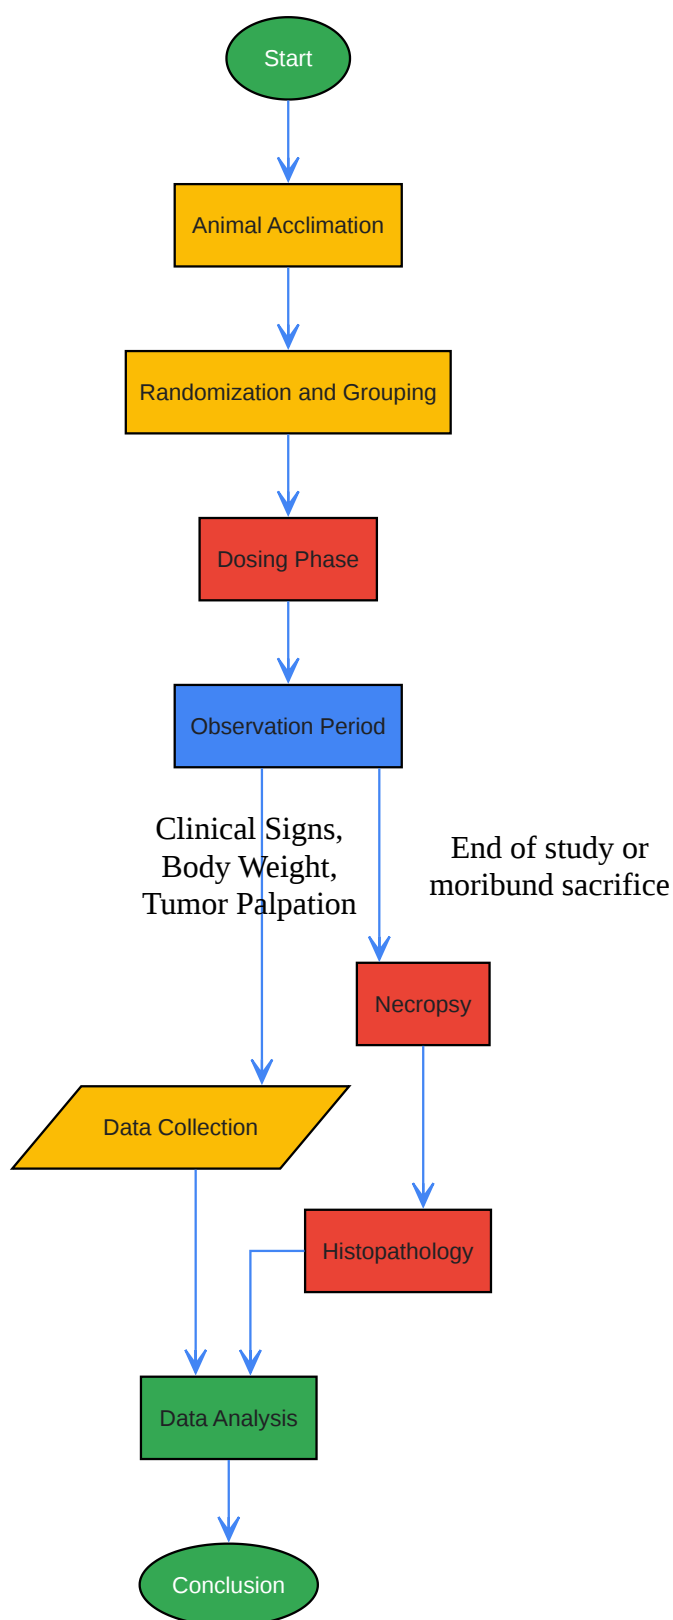 Start
Animal Acclimation
Randomization and Grouping
Dosing Phase
Observation Period
Clinical Signs,
Body Weight,
Tumor Palpation
End of study or
moribund sacrifice
Necropsy
Data Collection
Histopathology
Data Analysis
Conclusion